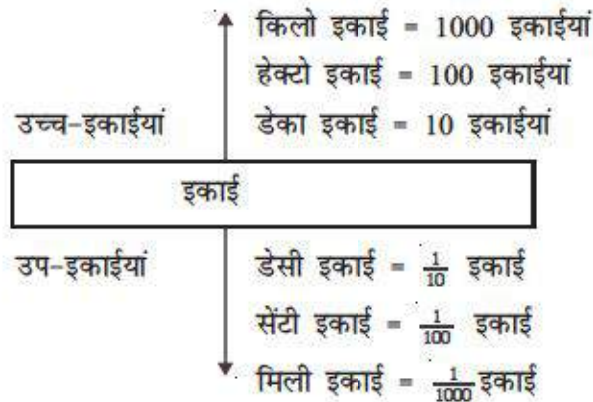 किलो इकाई = 1000 इकाईयां
हेक्टो इकाई = 100 इकाईयां
उच्च-इकाईयां डेका इकाई = 10 इकाईयां
इकाई
उप-इकाईयां डेसी इकाई = 1/10 इकाई
सेंटी इकाई = 1/100 इकाई
मिली इकाई = 1/1000 इकाई